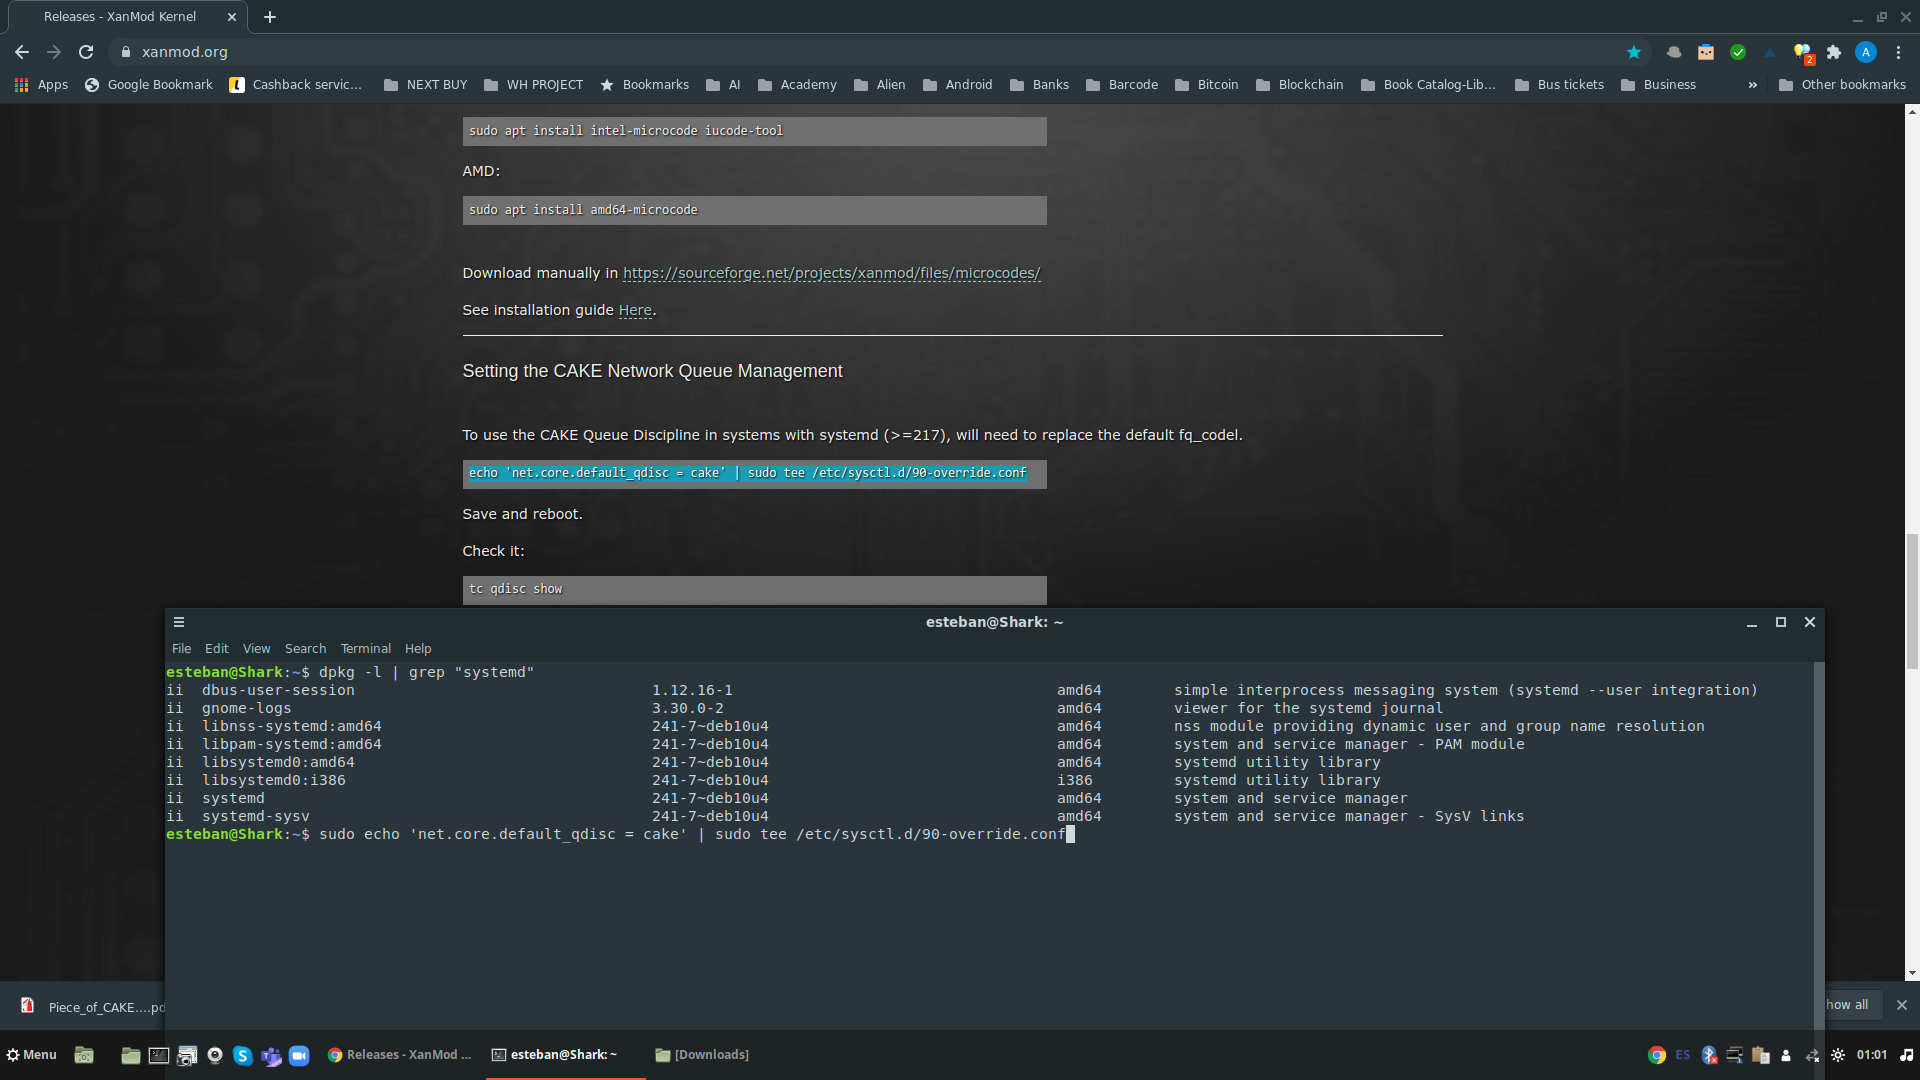 Releases - XanMod Kernel
xanmod.org
2
A
Apps
Google Bookmark
Cashback servic...
NEXT BUY
WH PROJECT
Bookmarks
AI
Academy
Alien
Android
Banks
Barcode
Bitcoin
Blockchain
Book Catalog-Lib...
Bus tickets
Business
»
Other bookmarks
sudo apt install intel-microcode iucode-tool
AMD:
sudo apt install amd64-microcode
Download manually in https://sourceforge.net/projects/xanmod/files/microcodes/
See installation guide Here.
Setting the CAKE Network Queue Management
To use the CAKE Queue Discipline in systems with systemd (>=217), will need to replace the default fq_codel.
echo 'net.core.default_qdisc = cake' | sudo tee /etc/sysctl.d/90-override.conf
Save and reboot.
Check it:
tc qdisc show
esteban@Shark: ~
File Edit View Search Terminal Help
esteban@Shark:~$ dpkg -l | grep "systemd"
ii dbus-user-session 1.12.16-1 amd64 simple interprocess messaging system (systemd --user integration)
ii gnome-logs 3.30.0-2 amd64 viewer for the systemd journal
ii libnss-systemd:amd64 241-7~deb10u4 amd64 nss module providing dynamic user and group name resolution
ii libpam-systemd:amd64 241-7~deb10u4 amd64 system and service manager - PAM module
ii libsystemd0:amd64 241-7~deb10u4 amd64 systemd utility library
ii libsystemd0:i386 241-7~deb10u4 i386 systemd utility library
ii systemd 241-7~deb10u4 amd64 system and service manager
ii systemd-sysv 241-7~deb10u4 amd64 system and service manager - SysV links
esteban@Shark:~$ sudo echo 'net.core.default_qdisc = cake' | sudo tee /etc/sysctl.d/90-override.conf
Piece_of_CAKE....pd
how all
Menu
Releases - XanMod ...
esteban@Shark: ~
[Downloads]
ES
01:01